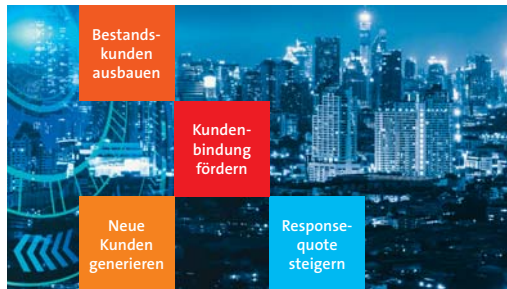 Bestands-
kunden
ausbauen
Kunden-
bindung
fördern
Neue
Kunden
generieren
Response-
quote
steigern